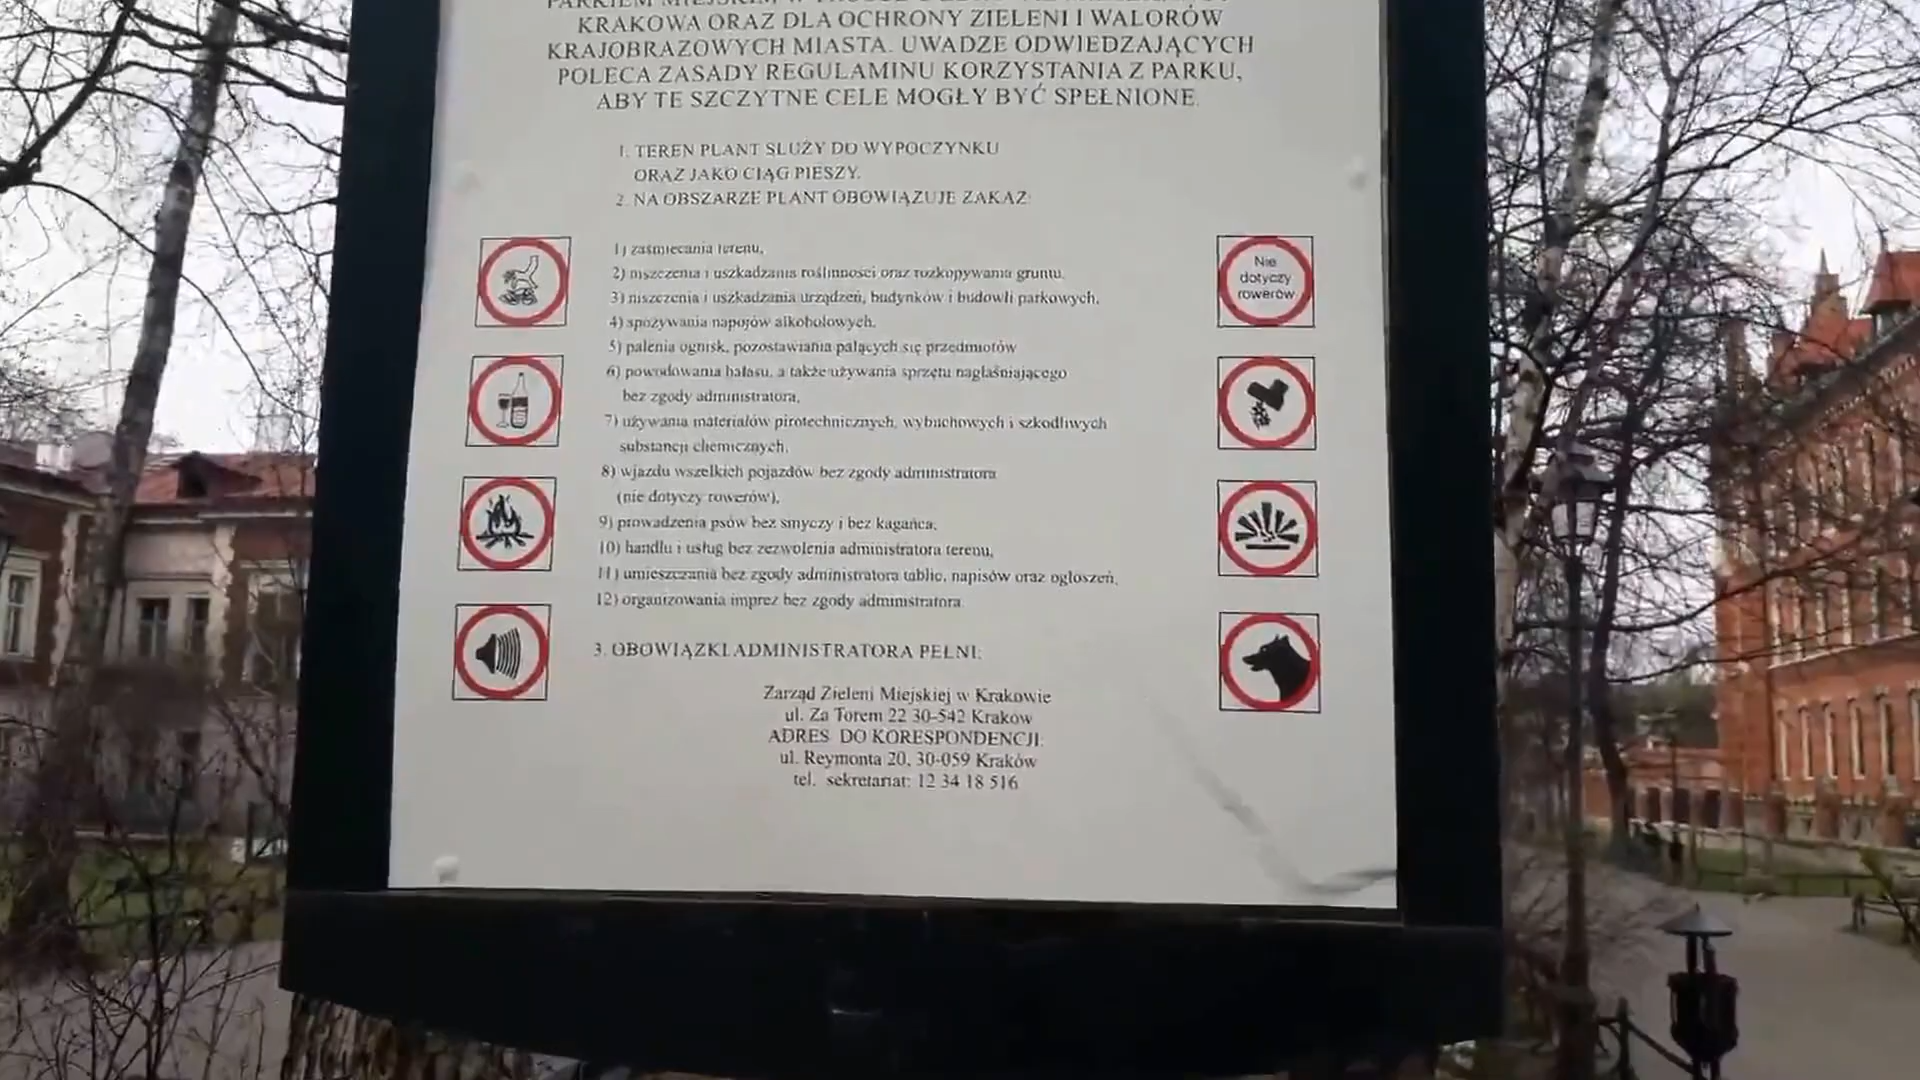 KRAKOWA ORAZ DLA OCHRONY ZIELENI I WALORÓW
KRAJOBRAZOWYCH MIASTA. UWADZE ODWIEDZAJĄCYCH
POLECA ZASADY REGULAMINU KORZYSTANIA Z PARKU,
ABY TE SZCZYTNE CELE MOGŁY BYĆ SPEŁNIONE.
1. TEREN PLANT SŁUŻY DO WYPOCZYNKU
ORAZ JAKO CIĄG PIESZY.
2. NA OBSZARZE PLANT OBOWIĄZUJE ZAKAZ:
1) zaśmiecania terenu,
2) niszczenia i uszkadzania roślinności oraz rozkopywania gruntu,
3) niszczenia i uszkadzania urządzeń, budynków i budowli parkowych,
4) spożywania napojów alkoholowych,
5) palenia ognisk, pozostawiania palących się przedmiotów
6) powodowania hałasu, a także używania sprzętu nagłaśniającego
bez zgody administratora,
7) używania materiałów pirotechnicznych, wybuchowych i szkodliwych
substancji chemicznych,
8) wjazdu wszelkich pojazdów bez zgody administratora
(nie dotyczy rowerów),
9) prowadzenia psów bez smyczy i bez kagańca,
10) handlu i usług bez zezwolenia administratora terenu,
11) umieszczania bez zgody administratora tablic, napisów oraz ogłoszeń,
12) organizowania imprez bez zgody administratora.
Nie
dotyczy
rowerów
3. OBOWIĄZKI ADMINISTRATORA PEŁNI:
Zarząd Zieleni Miejskiej w Krakowie
ul. Za Torem 22 30-542 Kraków
ADRES DO KORESPONDENCJI:
ul. Reymonta 20, 30-059 Kraków
tel. sekretariat: 12 34 18 516